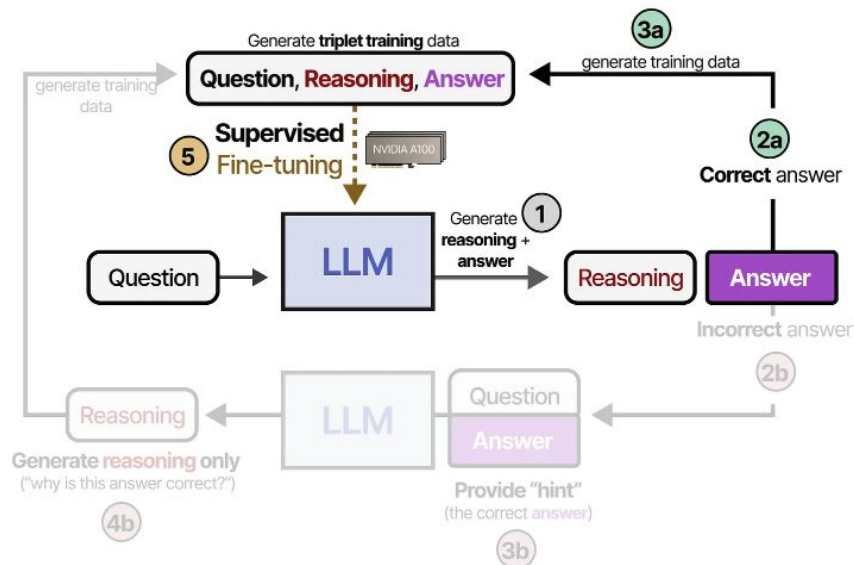 Generate triplet training data
3a
generate training data
Question, Reasoning, Answer
generate training
data
5
Supervised
Fine-tuning
NVIDIA A100
2a
Correct answer
Generate
reasoning +
answer
1
Question
LLM
Reasoning
Answer
Incorrect answer
2b
Reasoning
LLM
Question
Answer
Generate reasoning only
("why is this answer correct?")
4b
Provide "hint"
(the correct answer)
3b